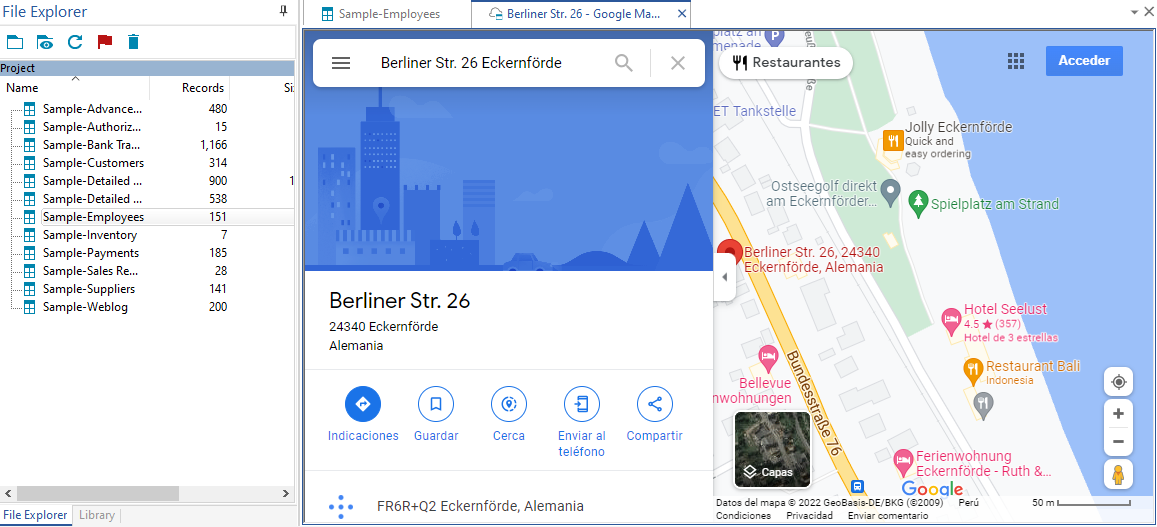 File Explorer
Project
Name Records Si
Sample-Advance... 480
Sample-Authoriz... 15
Sample-Bank Tra... 1,166
Sample-Customers 314
Sample-Detailed ... 900 1
Sample-Detailed ... 538
Sample-Employees 151
Sample-Inventory 7
Sample-Payments 185
Sample-Sales Re... 28
Sample-Suppliers 141
Sample-Weblog 200
File Explorer Library
Sample-Employees
Berliner Str. 26 - Google Ma...
Berliner Str. 26 Eckernförde
Berliner Str. 26
24340 Eckernförde
Alemania
Indicaciones
Guardar
Cerca
Enviar al
teléfono
Compartir
FR6R+Q2 Eckernförde, Alemania
platz am
menade
P
Restaurantes
Acceder
ET Tankstelle
Jolly Eckernförde
Quick and
easy ordering
Ostseegolf direkt
am Eckernförder...
Spielplatz am Strand
Berliner Str. 26, 24340
Eckernförde, Alemania
Hotel Seelust
4.5 ★ (357)
Hotel de 3 estrellas
Restaurant Bali
Indonesia
Bundesstraße 76
Bellevue
nwohnungen
Capas
Ferienwohnung
Eckernförde - Ruth &...
Google
Datos del mapa © 2022 GeoBasis-DE/BKG (©2009) Perú
Condiciones Privacidad Enviar comentario
50 m